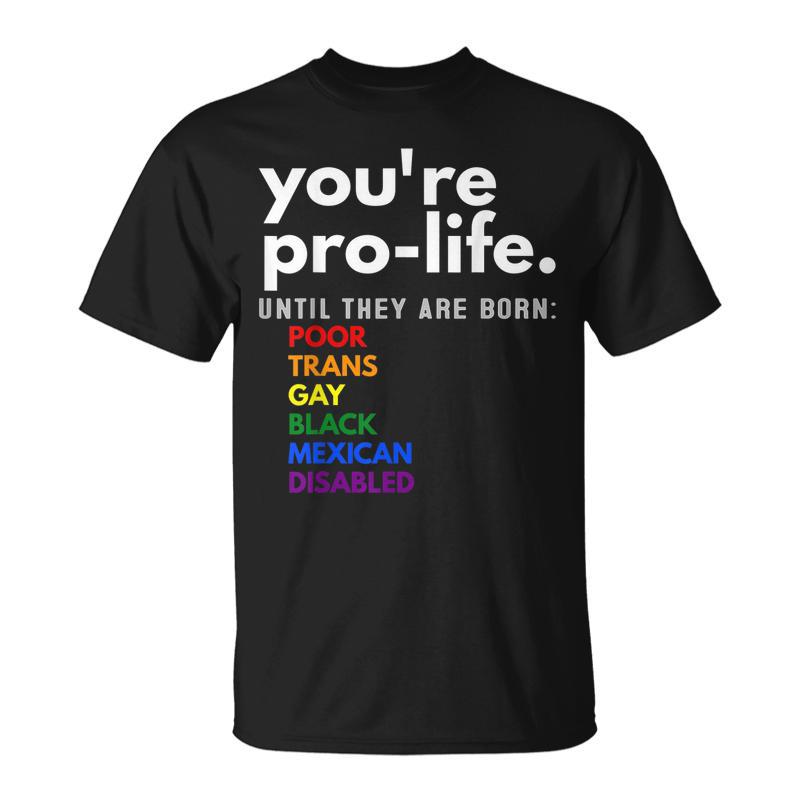 you're
pro-life.
UNTIL THEY ARE BORN:
POOR
TRANS
GAY
BLACK
MEXICAN
DISABLED